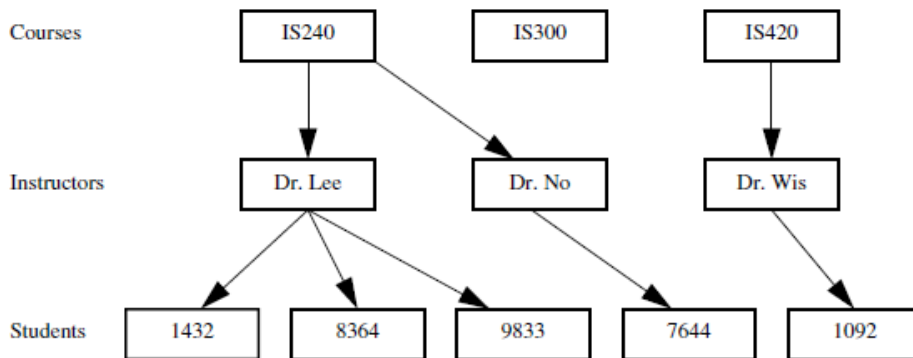 Courses IS240 IS300 IS420
Instructors Dr. Lee Dr. No Dr. Wis
Students 1432 8364 9833 7644 1092